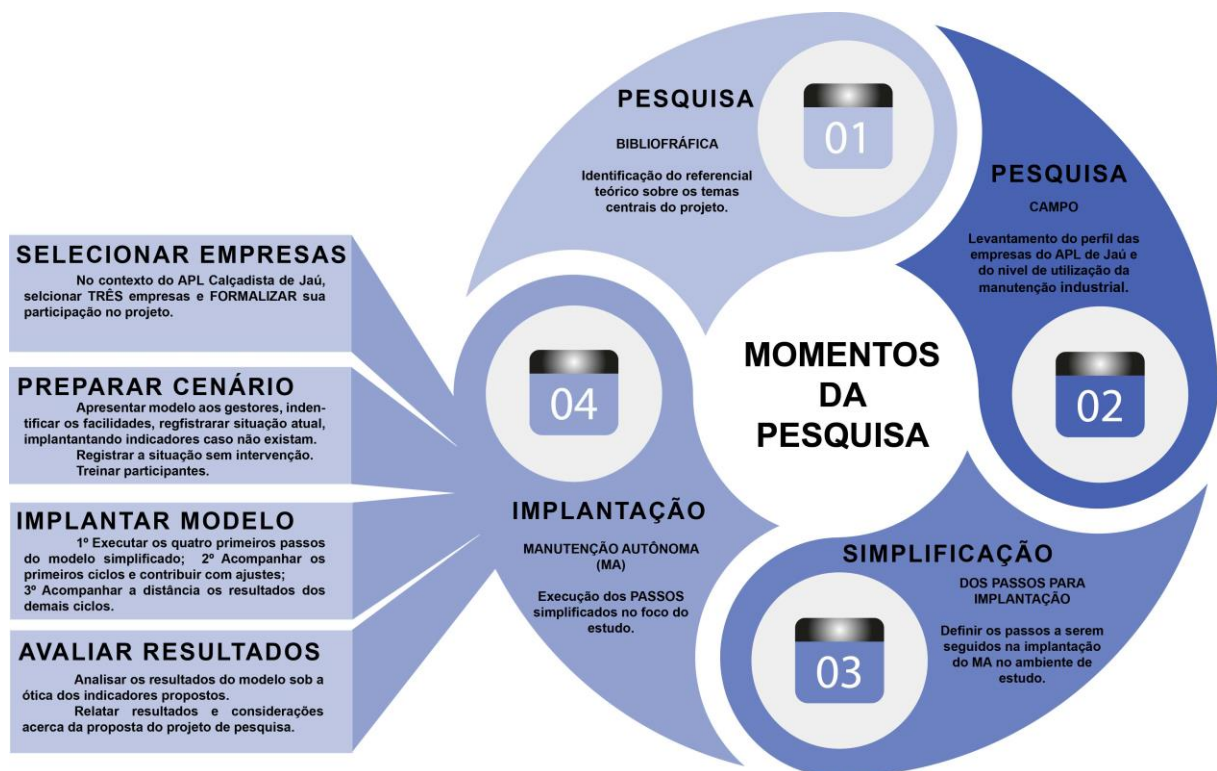 PESQUISA
BIBLIOFRÁFICA
Identificação do referencial
teórico sobre os temas
centrais do projeto.
01
PESQUISA
CAMPO
Levantamento do perfil das
empresas do APL de Jaú e
do nivel de utilização da
manutenção industrial.
02
MOMENTOS
DA
PESQUISA
SIMPLIFICAÇÃO
DOS PASSOS PARA
IMPLANTAÇÃO
Definir os passos a serem
seguidos na implantação
do MA no ambiente de
estudo.
03
04
IMPLANTAÇÃO
MANUTENÇÃO AUTÔNOMA
(MA)
Execução dos PASSOS
simplificados no foco do
estudo.
SELECIONAR EMPRESAS
No contexto do APL Calçadista de Jaú,
selcionar TRÊS empresas e FORMALIZAR sua
participação no projeto.
PREPARAR CENÁRIO
Apresentar modelo aos gestores, inden-
tificar os facilidades, regfistrarar situação atual,
implantantando indicadores caso não existam.
Registrar a situação sem intervenção.
Treinar participantes.
IMPLANTAR MODELO
1º Executar os quatro primeiros passos
do modelo simplificado; 2º Acompanhar os
primeiros ciclos e contribuir com ajustes;
3º Acompanhar a distância os resultados dos
demais ciclos.
AVALIAR RESULTADOS
Analisar os resultados do modelo sob a
ótica dos indicadores propostos.
Relatar resultados e considerações
acerca da proposta do projeto de pesquisa.